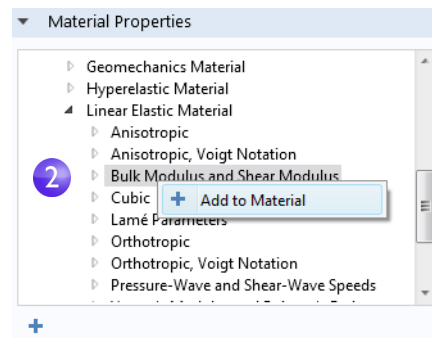 Material Properties
Geomechanics Material
Hyperelastic Material
Linear Elastic Material
Anisotropic
Anisotropic, Voigt Notation
2
Bulk Modulus and Shear Modulus
Cubic
Add to Material
Lamé Parameters
Orthotropic
Orthotropic, Voigt Notation
Pressure-Wave and Shear-Wave Speeds